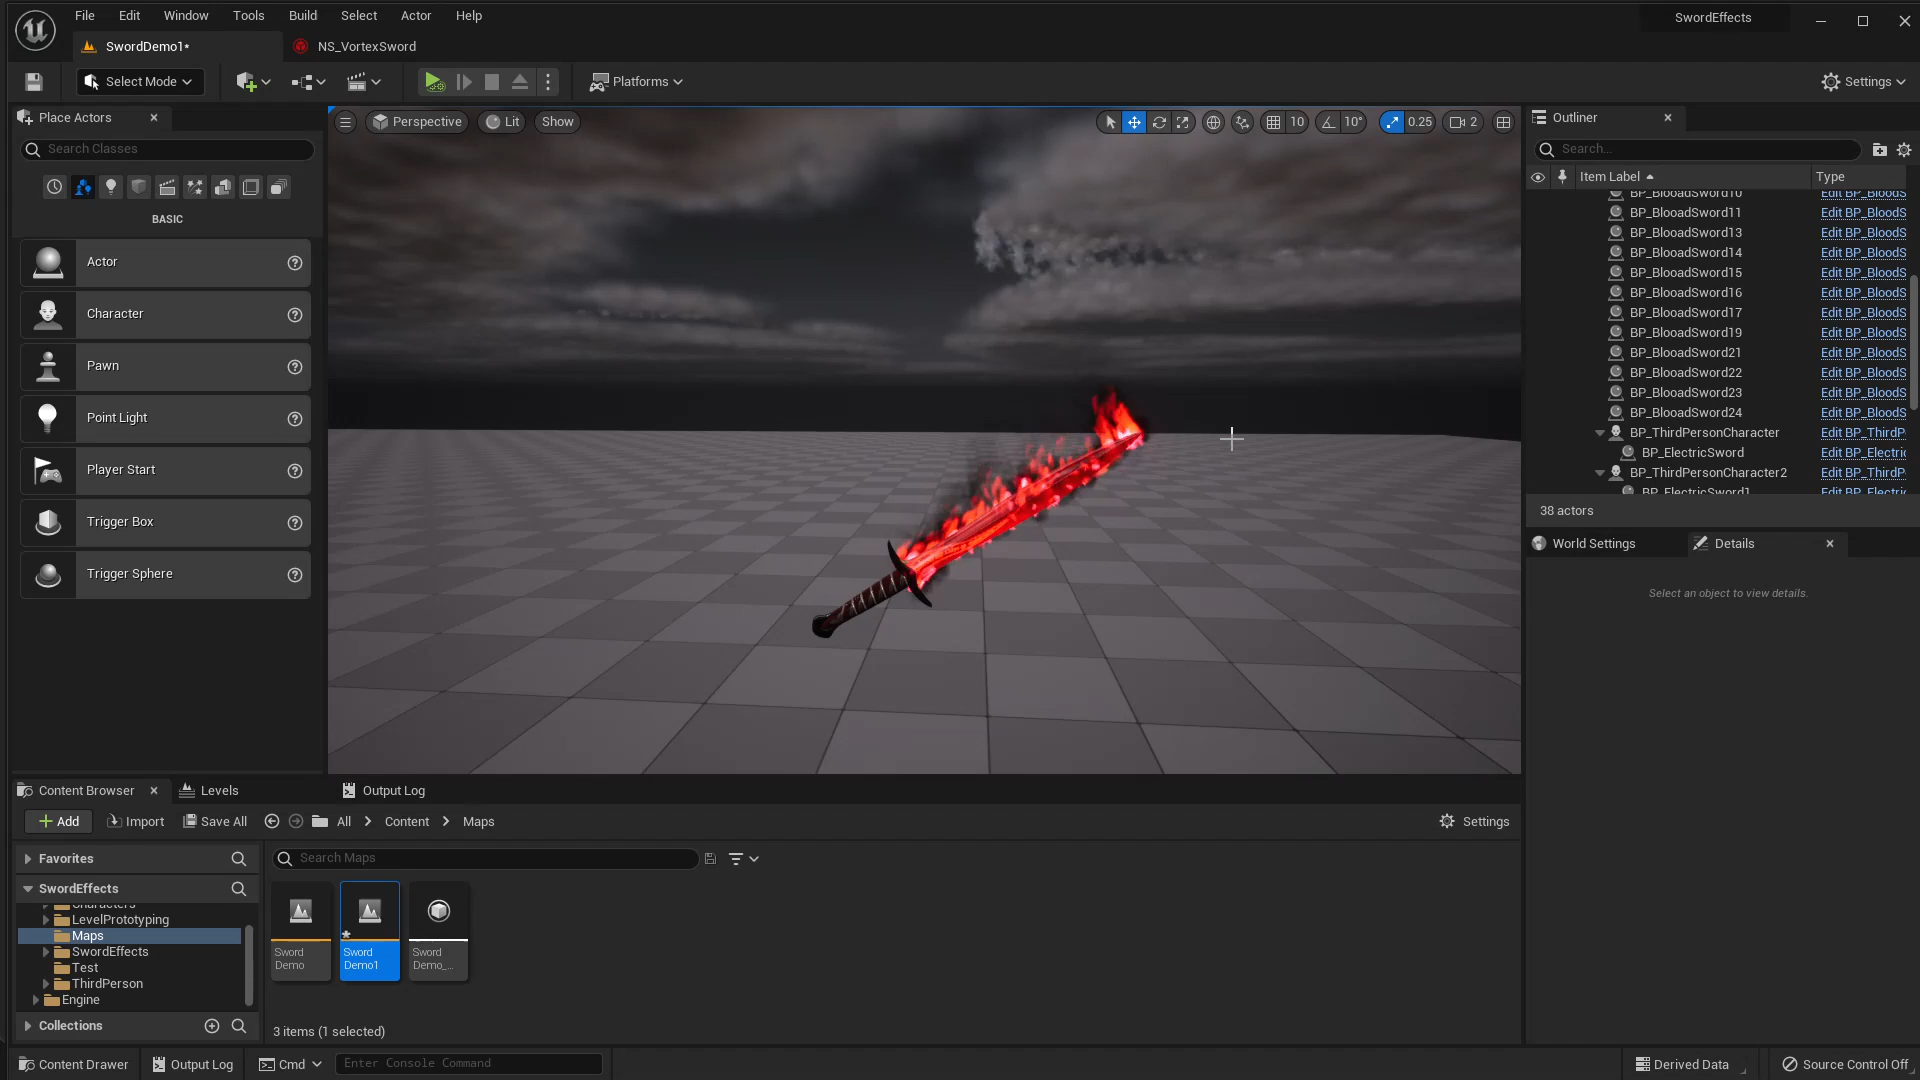 File Edit Window Tools Build Select Actor Help
SwordEffects
SwordDemo1*
NS_VortexSword
Select Mode
Platforms
Settings
Place Actors
Search Classes
BASIC
Actor
Character
Pawn
Point Light
Player Start
Trigger Box
Trigger Sphere
Perspective
Lit
Show
10
10°
0.25
2
Outliner
Search...
Item Label
Type
BP_BlooadSword10 Edit BP_BloodS
BP_BlooadSword11 Edit BP_BloodS
BP_BlooadSword13 Edit BP_BloodS
BP_BlooadSword14 Edit BP_BloodS
BP_BlooadSword15 Edit BP_BloodS
BP_BlooadSword16 Edit BP_BloodS
BP_BlooadSword17 Edit BP_BloodS
BP_BlooadSword19 Edit BP_BloodS
BP_BlooadSword21 Edit BP_BloodS
BP_BlooadSword22 Edit BP_BloodS
BP_BlooadSword23 Edit BP_BloodS
BP_BlooadSword24 Edit BP_BloodS
BP_ThirdPersonCharacter Edit BP_ThirdP
BP_ElectricSword Edit BP_Electric
BP_ThirdPersonCharacter2 Edit BP_ThirdP
BP_ElectricSword1 Edit BP_Electric
38 actors
World Settings
Details
Select an object to view details.
Content Browser
Levels
Output Log
Add
Import
Save All
All > Content > Maps
Settings
Favorites
Search Maps
SwordEffects
Characters
LevelPrototyping
Maps
SwordEffects
Test
ThirdPerson
Engine
Collections
Sword
Demo
Sword
Demo1
Sword
Demo_...
3 items (1 selected)
Content Drawer
Output Log
Cmd
Enter Console Command
Derived Data
Source Control Off